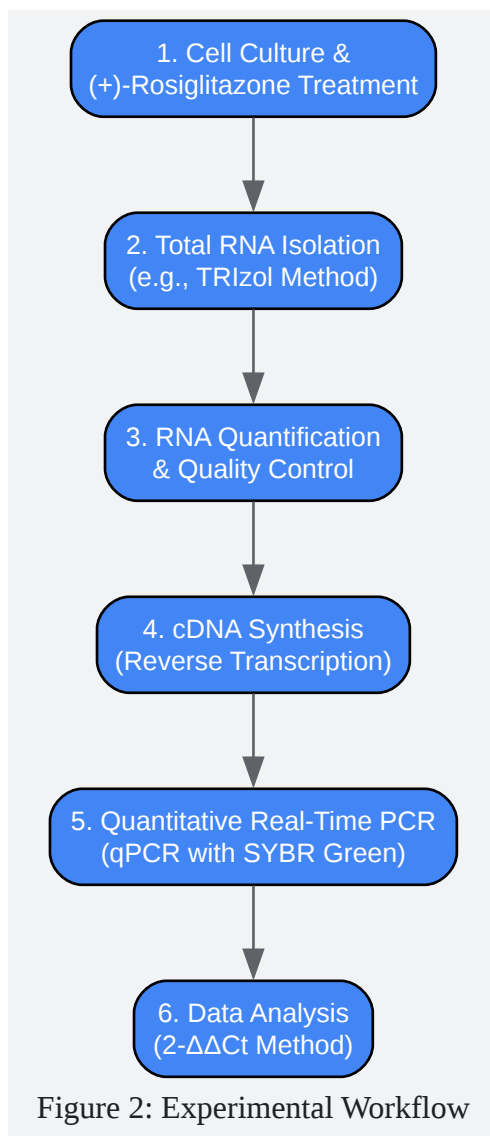 1. Cell Culture &
(+)-Rosiglitazone Treatment
2. Total RNA Isolation
(e.g., TRIzol Method)
3. RNA Quantification
& Quality Control
4. cDNA Synthesis
(Reverse Transcription)
5. Quantitative Real-Time PCR
(qPCR with SYBR Green)
6. Data Analysis
(2-ΔΔCt Method)
Figure 2: Experimental Workflow